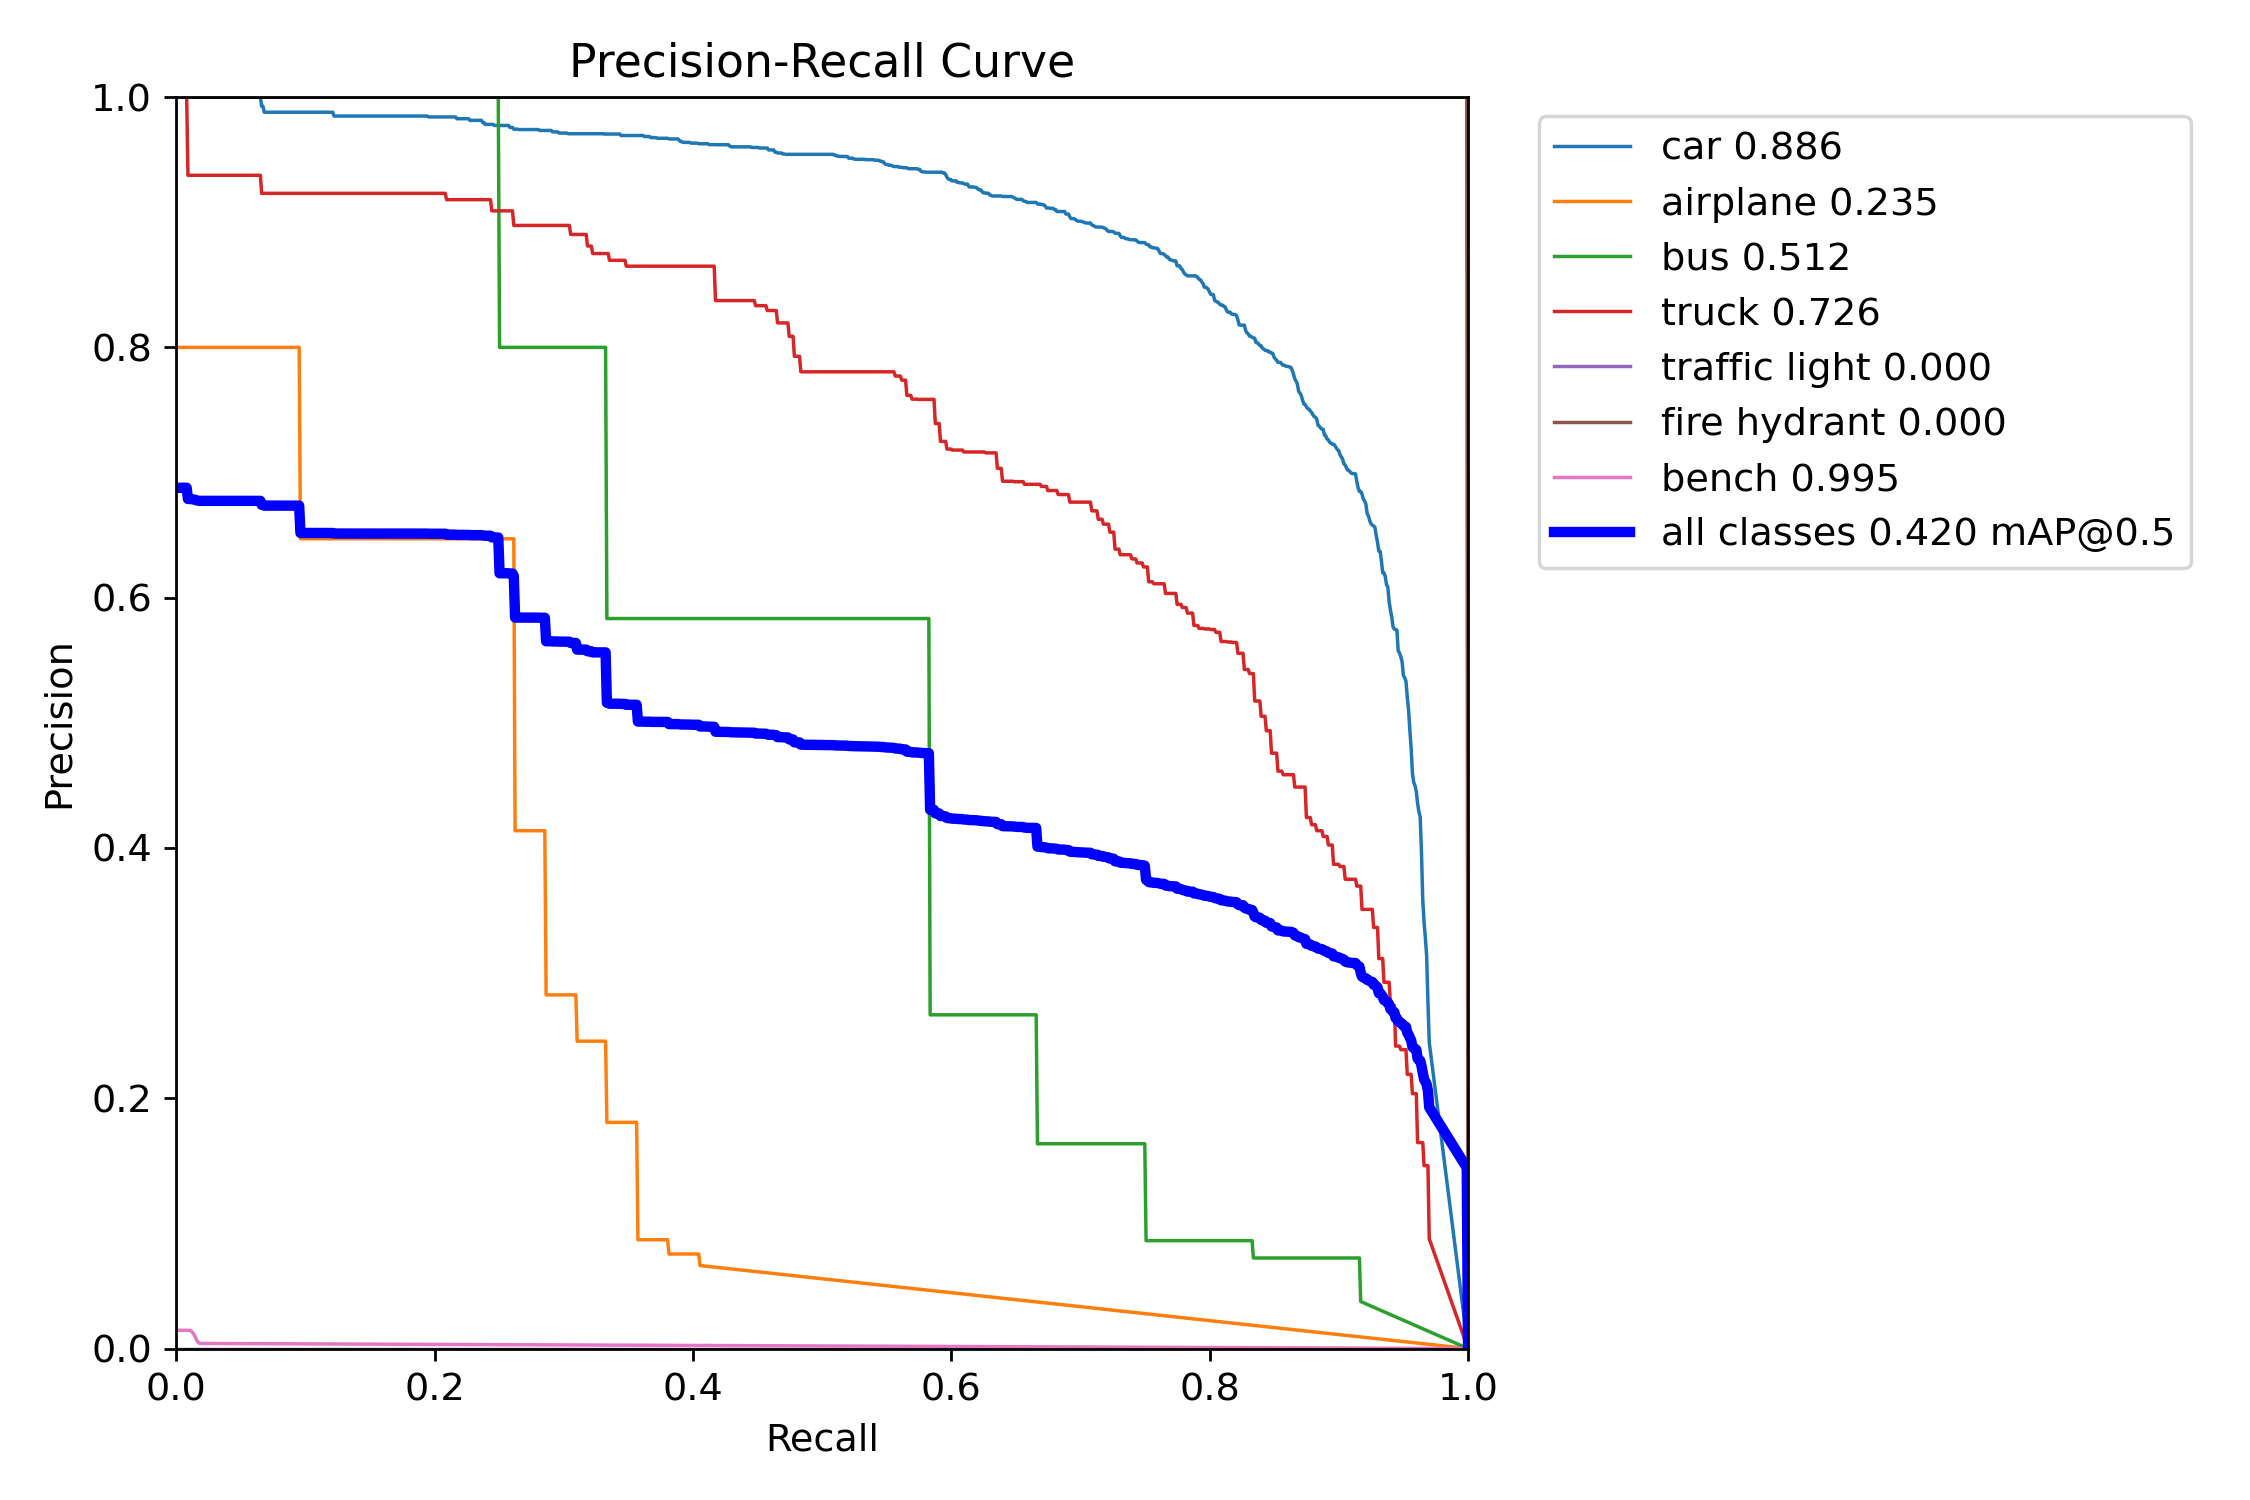 Precision-Recall Curve
1.0
0.8
0.6
0.4
0.2
0.0
Precision
0.0 0.2 0.4 0.6 0.8 1.0
Recall
car 0.886
airplane 0.235
bus 0.512
truck 0.726
traffic light 0.000
fire hydrant 0.000
bench 0.995
all classes 0.420 mAP@0.5